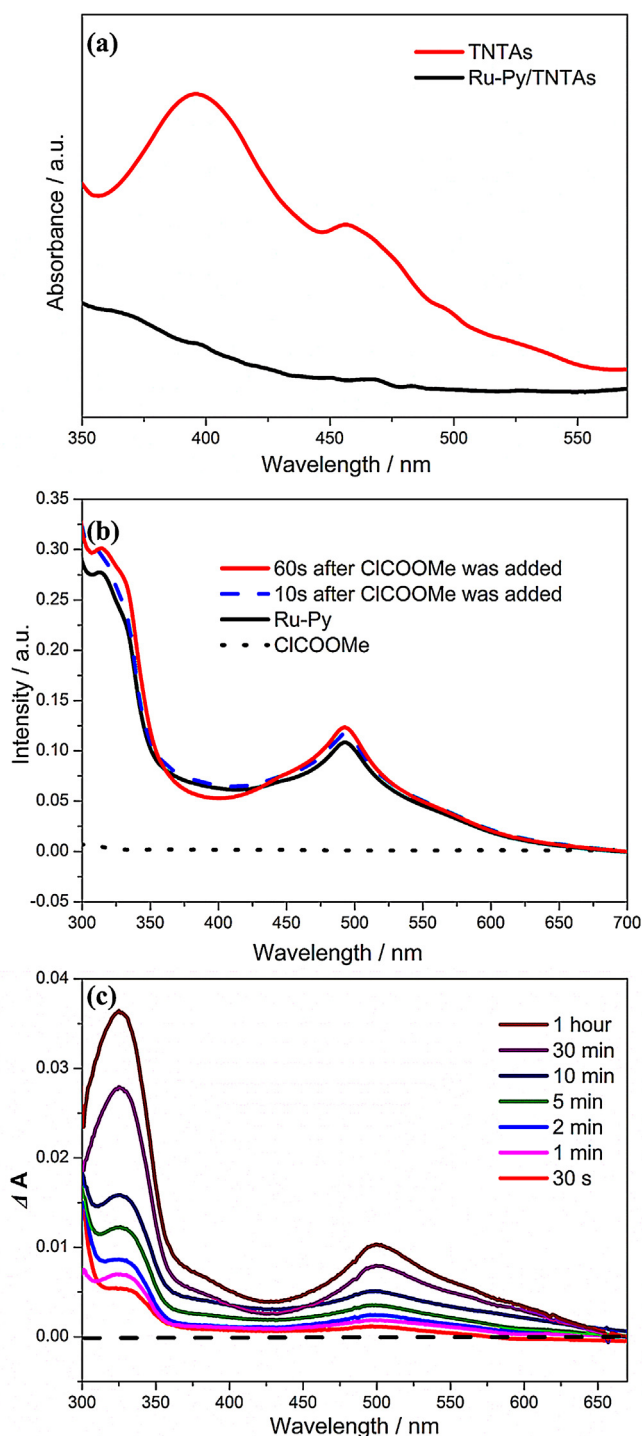 (a)
TNTAs
Ru-Py/TNTAs
Absorbance / a.u.
350 400 450 500 550
Wavelength / nm
(b)
0.35
0.30
0.25
0.20
0.15
0.10
0.05
0.00
-0.05
60s after ClCOOMe was added
10s after ClCOOMe was added
Ru-Py
ClCOOMe
Intensity / a.u.
300 350 400 450 500 550 600 650 700
Wavelength / nm
(c)
0.04
0.03
0.02
0.01
0.00
1 hour
30 min
10 min
5 min
2 min
1 min
30 s
Δ A
300 350 400 450 500 550 600 650
Wavelength / nm